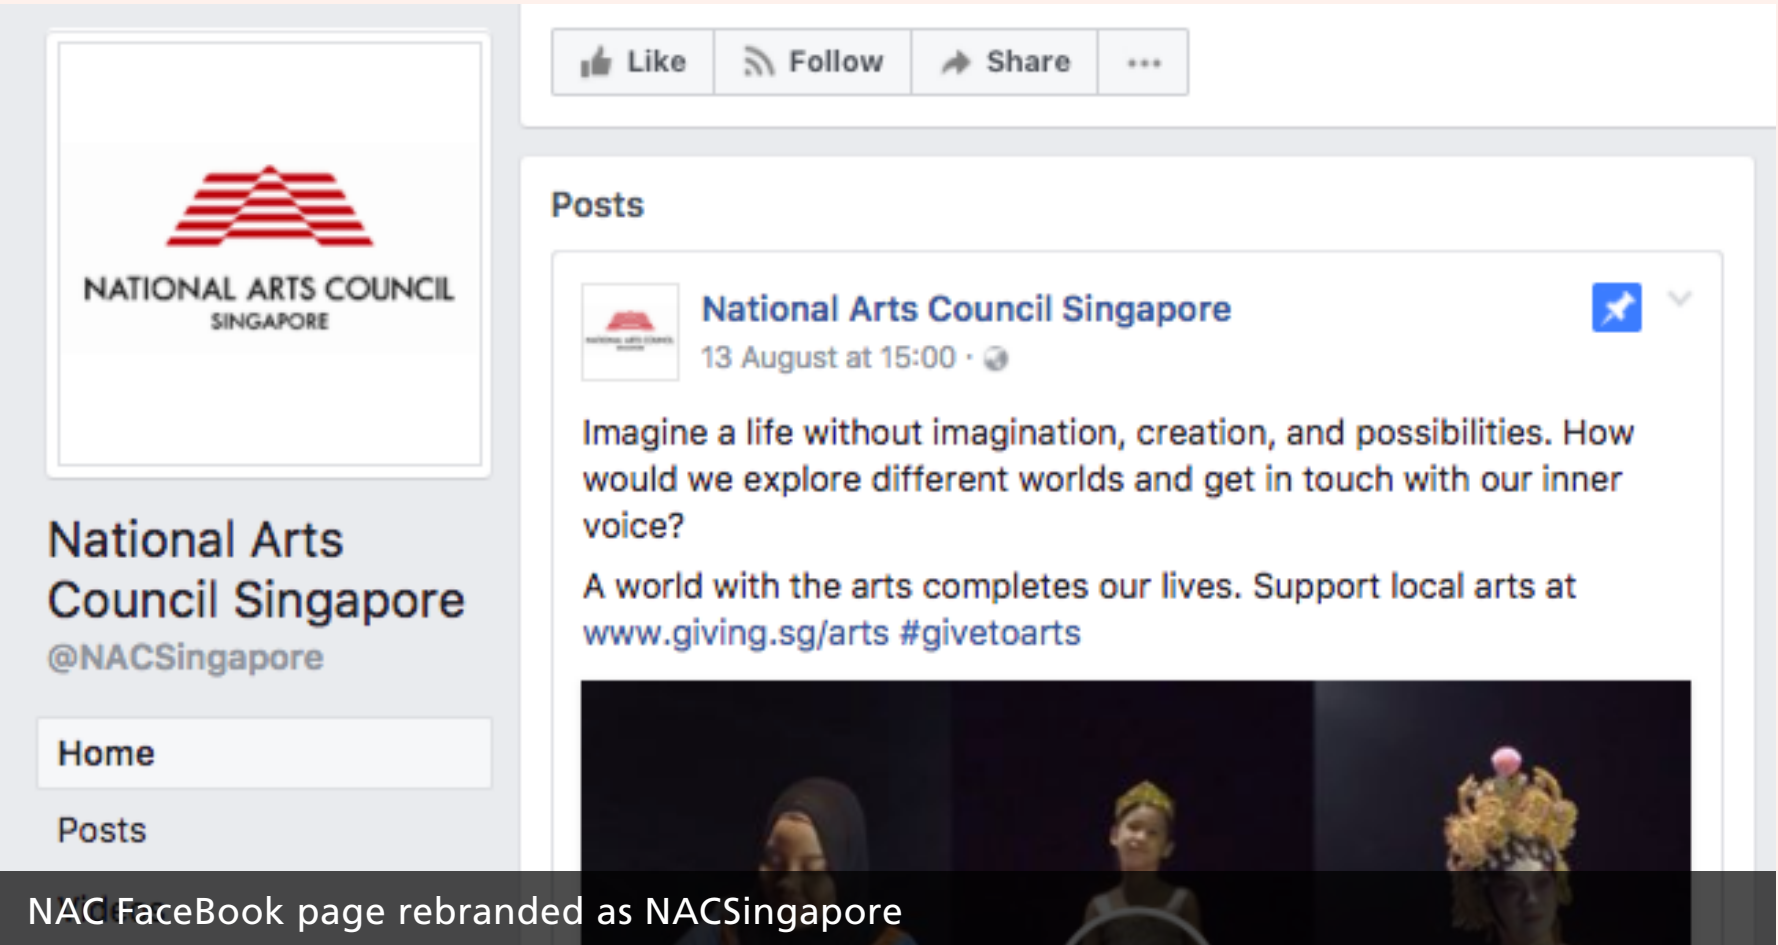 NATIONAL ARTS COUNCIL
SINGAPORE
National Arts
Council Singapore
@NACSingapore
Home
Posts
Videos
Like
Follow
Share
Posts
National Arts Council Singapore
13 August at 15:00 ·
Imagine a life without imagination, creation, and possibilities. How
would we explore different worlds and get in touch with our inner
voice?
A world with the arts completes our lives. Support local arts at
www.giving.sg/arts #givetoarts
NAC FaceBook page rebranded as NACSingapore